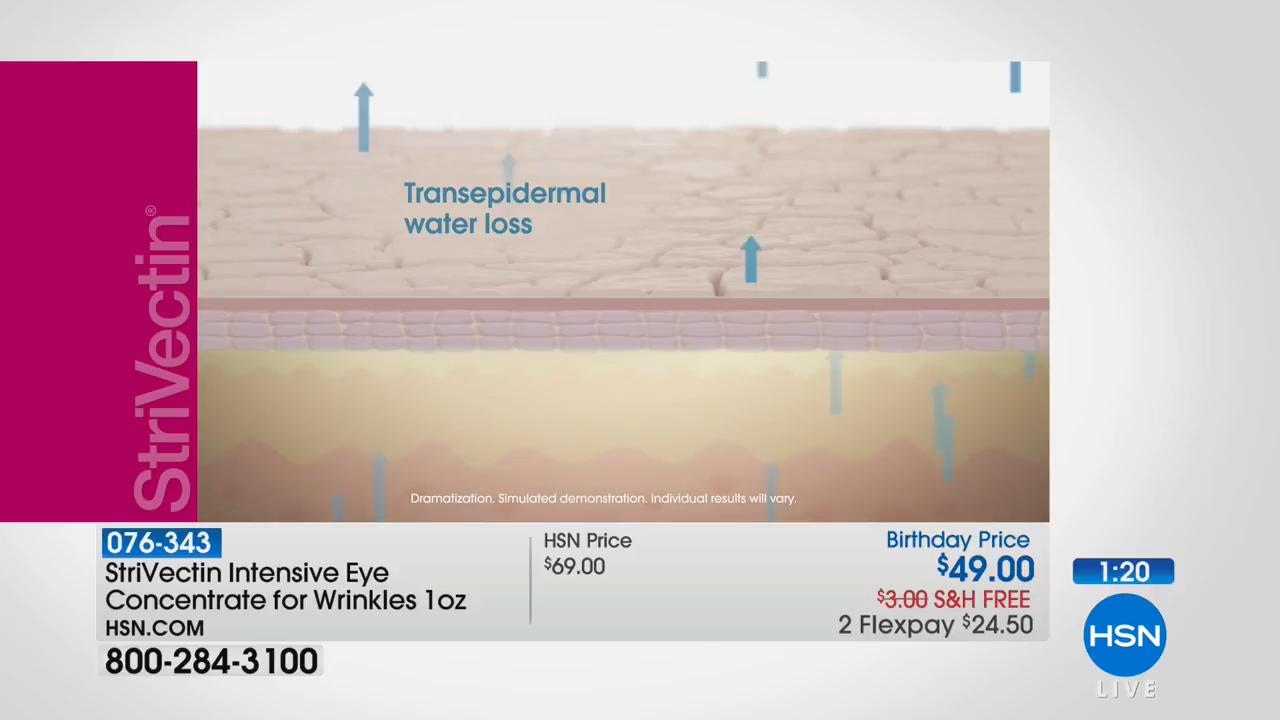 StriVectin®
Transepidermal
water loss
Dramatization. Simulated demonstration. Individual results will vary.
076-343
StriVectin Intensive Eye
Concentrate for Wrinkles 1oz
HSN.COM
800-284-3100
HSN Price
$69.00
Birthday Price
$49.00
$3.00 S&H FREE
2 Flexpay $24.50
1:20
HSN
LIVE